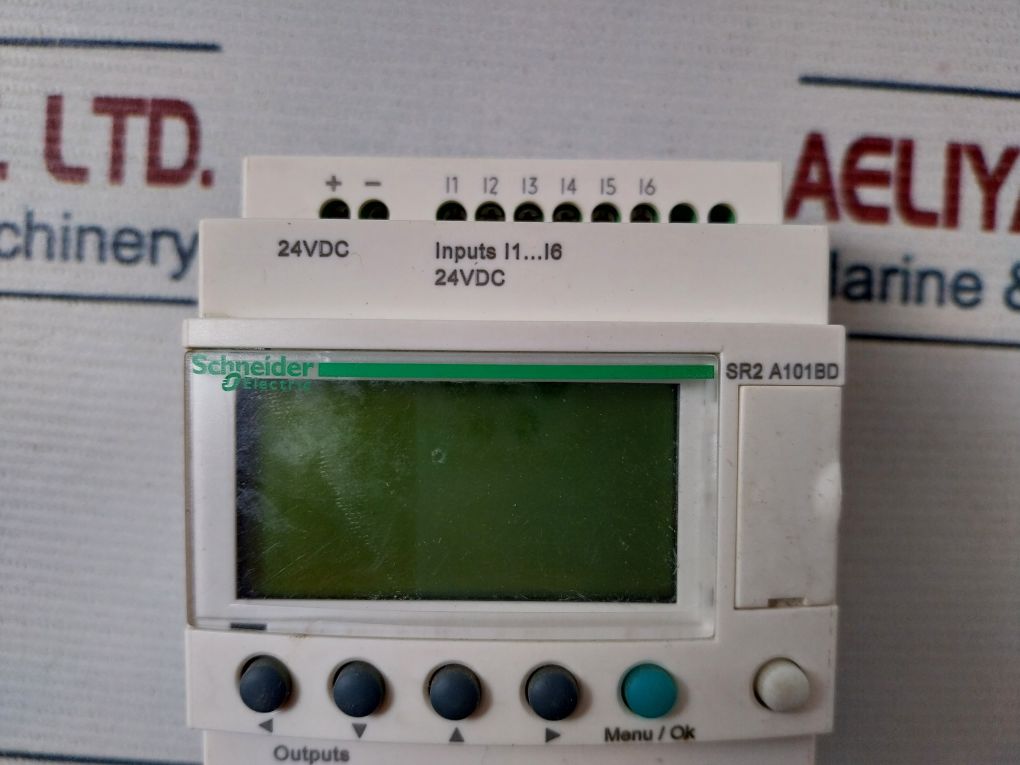 . LTD.
chinery
AELIYA
Marine &
+ − I1 I2 I3 I4 I5 I6
24VDC
Inputs I1...I6
24VDC
Schneider
Electric
SR2 A101BD
◄ ▼ ▲ ►
Menu / Ok
Outputs